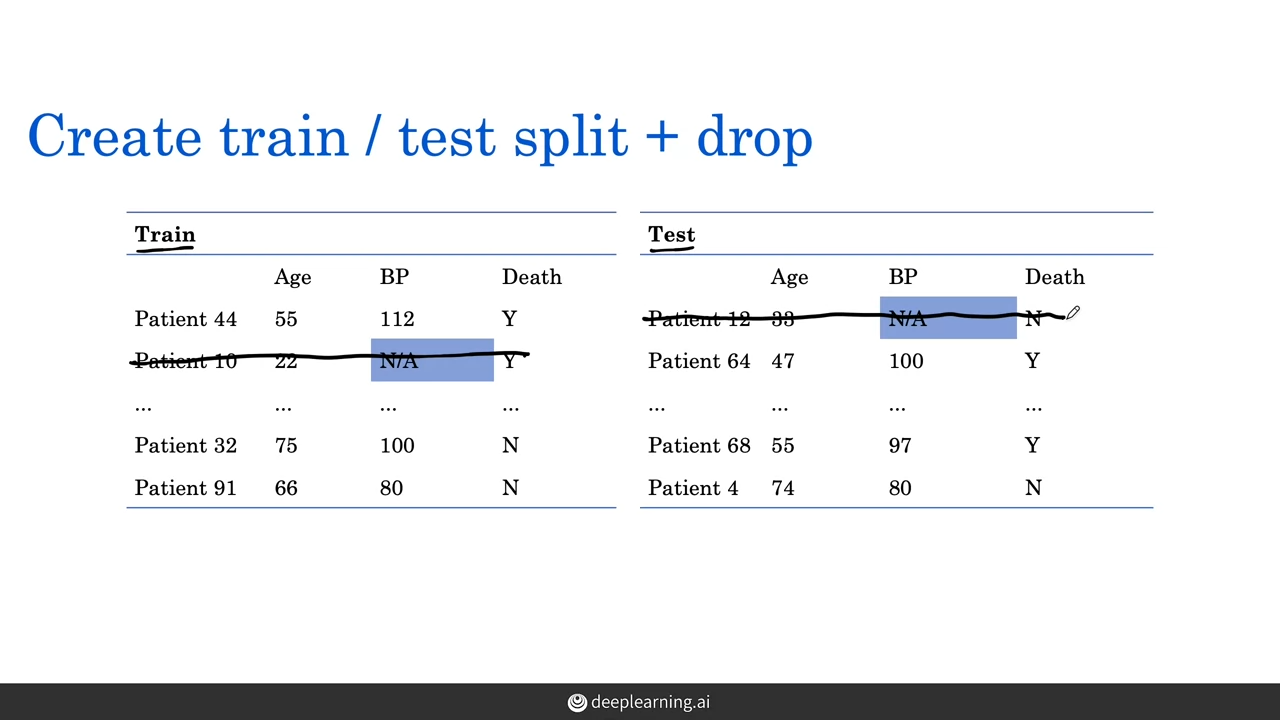 Create train / test split + drop
Train
Age BP Death
Patient 44 55 112 Y
Patient 10 22 N/A Y
... ... ... ...
Patient 32 75 100 N
Patient 91 66 80 N
Test
Age BP Death
Patient 12 33 N/A N
Patient 64 47 100 Y
... ... ... ...
Patient 68 55 97 Y
Patient 4 74 80 N
deeplearning.ai